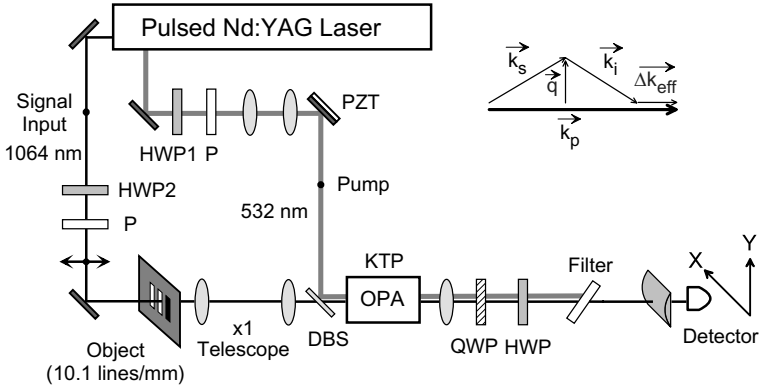 Pulsed Nd:YAG Laser
Signal
Input
1064 nm
HWP1
P
PZT
HWP2
P
Pump
532 nm
k_s
q
k_i
Δk_eff
k_p
Object
(10.1 lines/mm)
x1
Telescope
DBS
KTP
OPA
QWP
HWP
Filter
X
Y
Detector